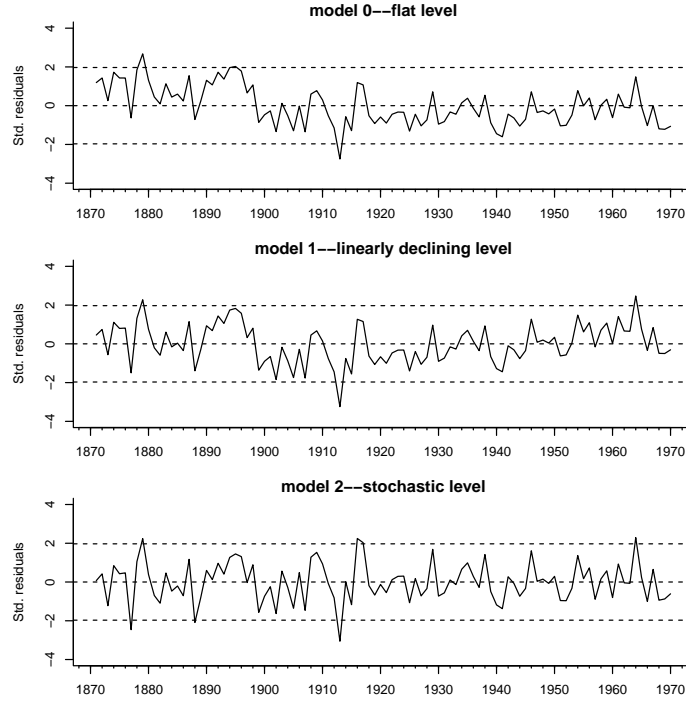 model 0−−flat level
Std. residuals
4
2
0
−2
−4
1870 1880 1890 1900 1910 1920 1930 1940 1950 1960 1970
model 1−−linearly declining level
Std. residuals
4
2
0
−2
−4
1870 1880 1890 1900 1910 1920 1930 1940 1950 1960 1970
model 2−−stochastic level
Std. residuals
4
2
0
−2
−4
1870 1880 1890 1900 1910 1920 1930 1940 1950 1960 1970